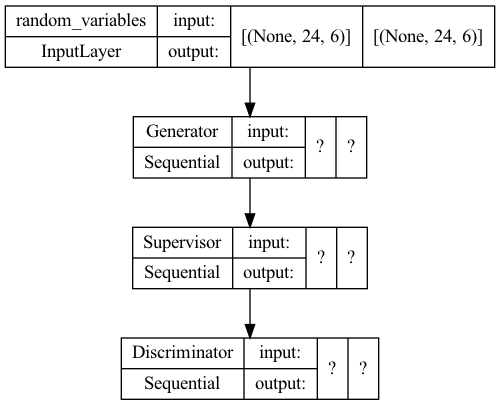 random_variables input: [(None, 24, 6)] [(None, 24, 6)]
InputLayer output:
Generator input: ? ?
Sequential output:
Supervisor input: ? ?
Sequential output:
Discriminator input: ? ?
Sequential output: